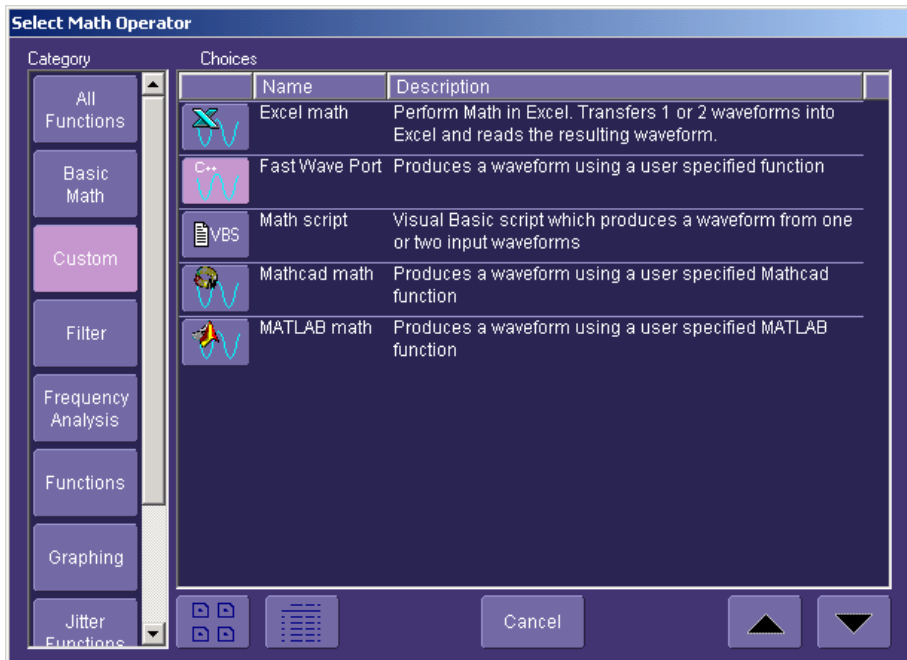 Select Math Operator
Category
Choices
All
Functions
Basic
Math
Custom
Filter
Frequency
Analysis
Functions
Graphing
Jitter
Functions
Name Description
Excel math Perform Math in Excel. Transfers 1 or 2 waveforms into
Excel and reads the resulting waveform.
C++
Fast Wave Port Produces a waveform using a user specified function
VBS
Math script Visual Basic script which produces a waveform from one
or two input waveforms
Mathcad math Produces a waveform using a user specified Mathcad
function
MATLAB math Produces a waveform using a user specified MATLAB
function
Cancel